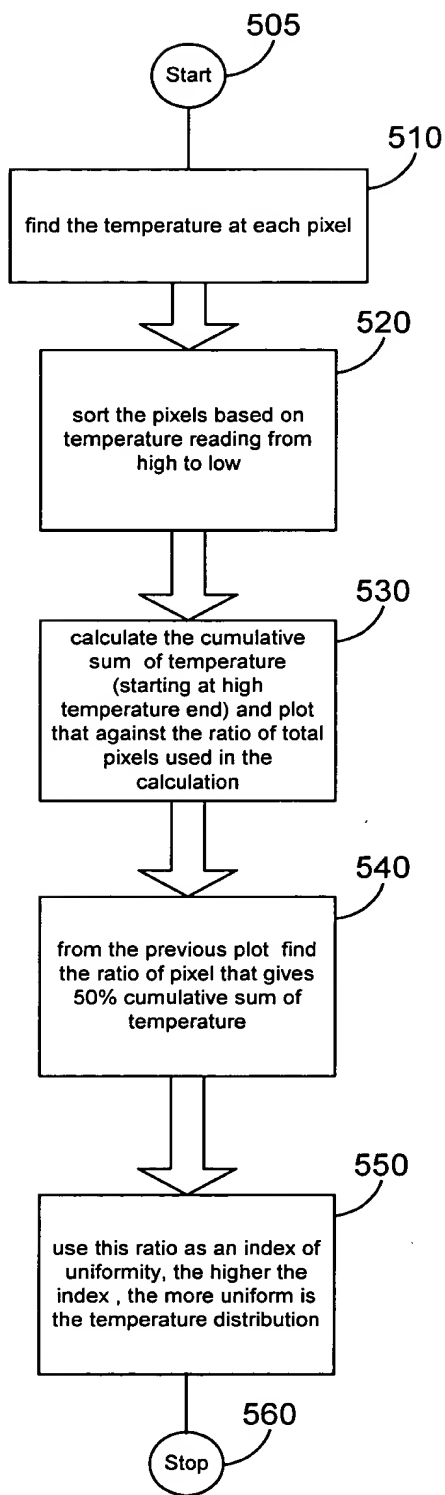 505
Start
510
find the temperature at each pixel
520
sort the pixels based on
temperature reading from
high to low
530
calculate the cumulative
sum of temperature
(starting at high
temperature end) and plot
that against the ratio of total
pixels used in the
calculation
540
from the previous plot find
the ratio of pixel that gives
50% cumulative sum of
temperature
550
use this ratio as an index of
uniformity, the higher the
index , the more uniform is
the temperature distribution
560
Stop